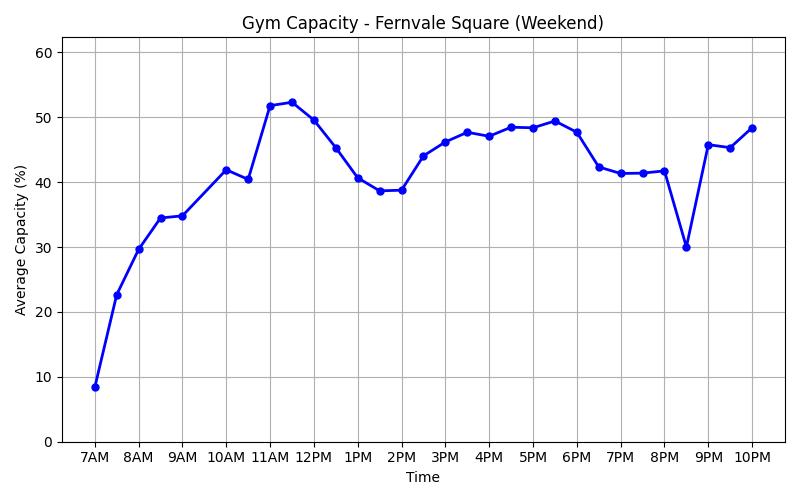 Gym Capacity - Fernvale Square (Weekend)
Average Capacity (%)
60
50
40
30
20
10
0
7AM 8AM 9AM 10AM 11AM 12PM 1PM 2PM 3PM 4PM 5PM 6PM 7PM 8PM 9PM 10PM
Time